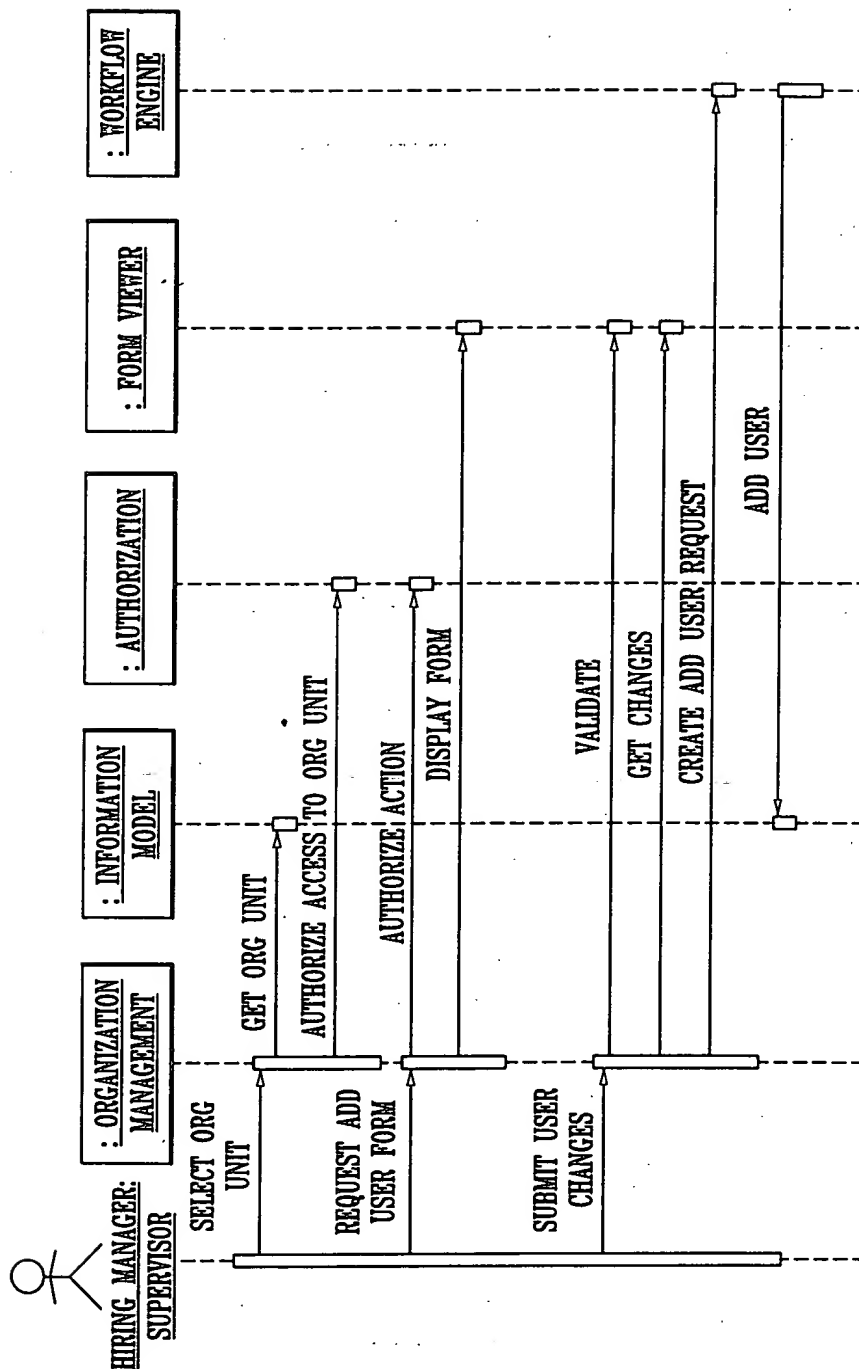 HIRING MANAGER:
SUPERVISOR
: ORGANIZATION
MANAGEMENT
: INFORMATION
MODEL
: AUTHORIZATION
: FORM VIEWER
: WORKFLOW
ENGINE
SELECT ORG
UNIT
GET ORG UNIT
AUTHORIZE ACCESS TO ORG UNIT
REQUEST ADD
USER FORM
AUTHORIZE ACTION
DISPLAY FORM
SUBMIT USER
CHANGES
VALIDATE
GET CHANGES
CREATE ADD USER REQUEST
ADD USER